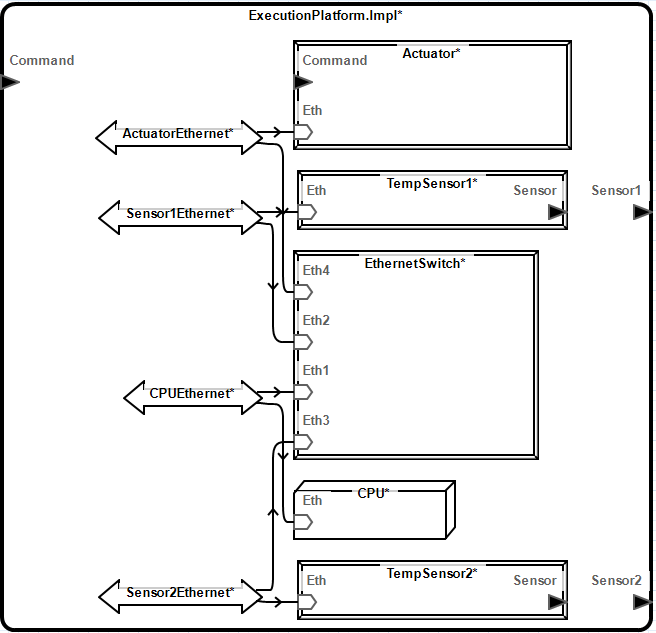 ExecutionPlatform.Impl*
Command
Command
Actuator*
Eth
ActuatorEthernet*
Eth
TempSensor1*
Sensor
Sensor1
Sensor1Ethernet*
EthernetSwitch*
Eth4
Eth2
Eth1
CPUEthernet*
Eth3
CPU*
Eth
Eth
TempSensor2*
Sensor
Sensor2
Sensor2Ethernet*